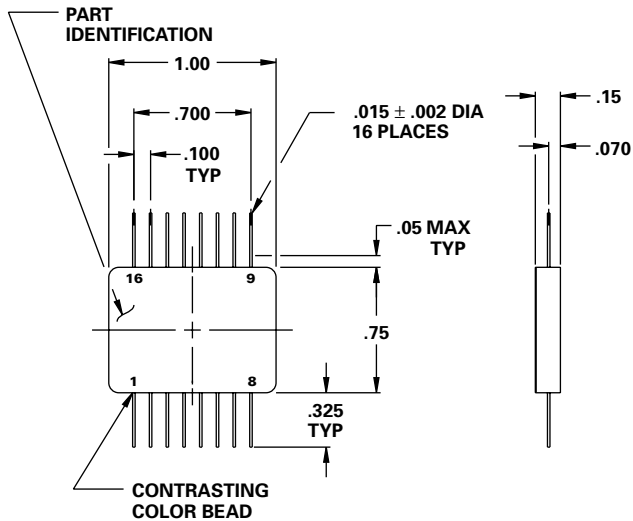 PART
IDENTIFICATION
1.00
.700
.100
TYP
.015 ± .002 DIA
16 PLACES
.15
.070
.05 MAX
TYP
16
9
.75
1
8
.325
TYP
CONTRASTING
COLOR BEAD